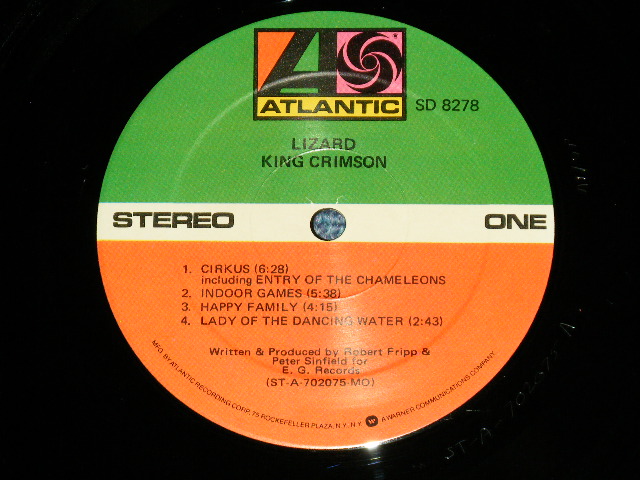 ATLANTIC
SD 8278
LIZARD
KING CRIMSON
STEREO
ONE
1. CIRKUS (6:28)
including ENTRY OF THE CHAMELEONS
2. INDOOR GAMES (5:38)
3. HAPPY FAMILY (4:15)
4. LADY OF THE DANCING WATER (2:43)
Written & Produced by Robert Fripp &
Peter Sinfield for
E. G. Records
(ST-A-702075-MO)
MFG. BY ATLANTIC RECORDING CORP. 75 ROCKEFELLER PLAZA, N.Y., N.Y. A WARNER COMMUNICATIONS COMPANY
ST-A-702075